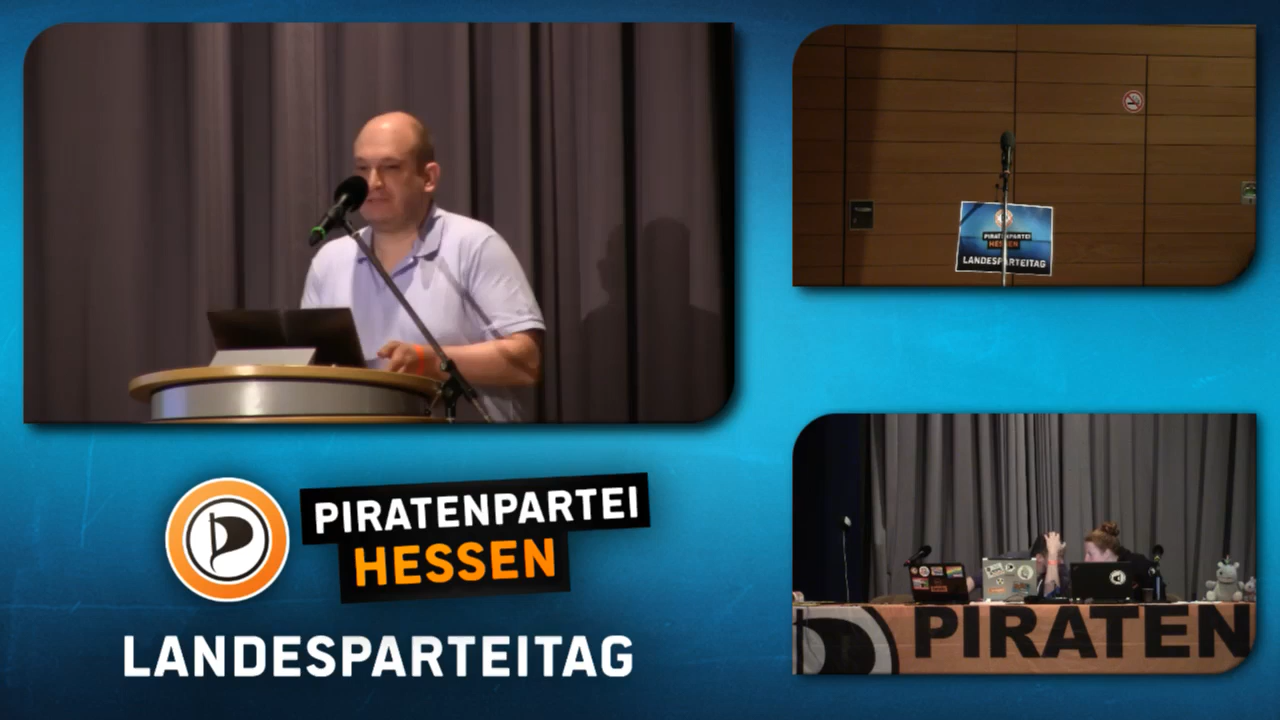 PIRATENPARTEI
HESSEN
LANDESPARTEITAG
PIRATENPARTEI
HESSEN
LANDESPARTEITAG
PIRATEN